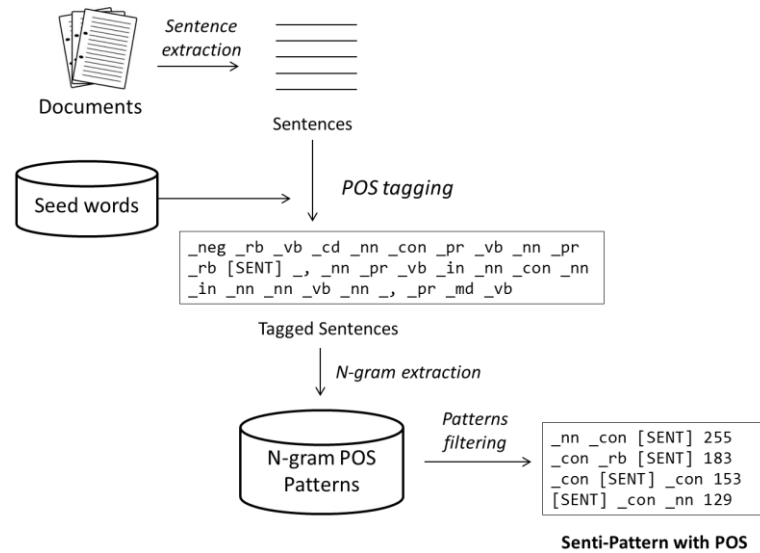 Sentence
extraction
Documents
Sentences
Seed words
POS tagging
_neg _rb _vb _cd _nn _con _pr _vb _nn _pr
_rb [SENT] _, _nn _pr _vb _in _nn _con _nn
_in _nn _nn _vb _nn _, _pr _md _vb
Tagged Sentences
N-gram extraction
N-gram POS
Patterns
Patterns
filtering
_nn _con [SENT] 255
_con _rb [SENT] 183
_con [SENT] _con 153
[SENT] _con _nn 129
Senti-Pattern with POS